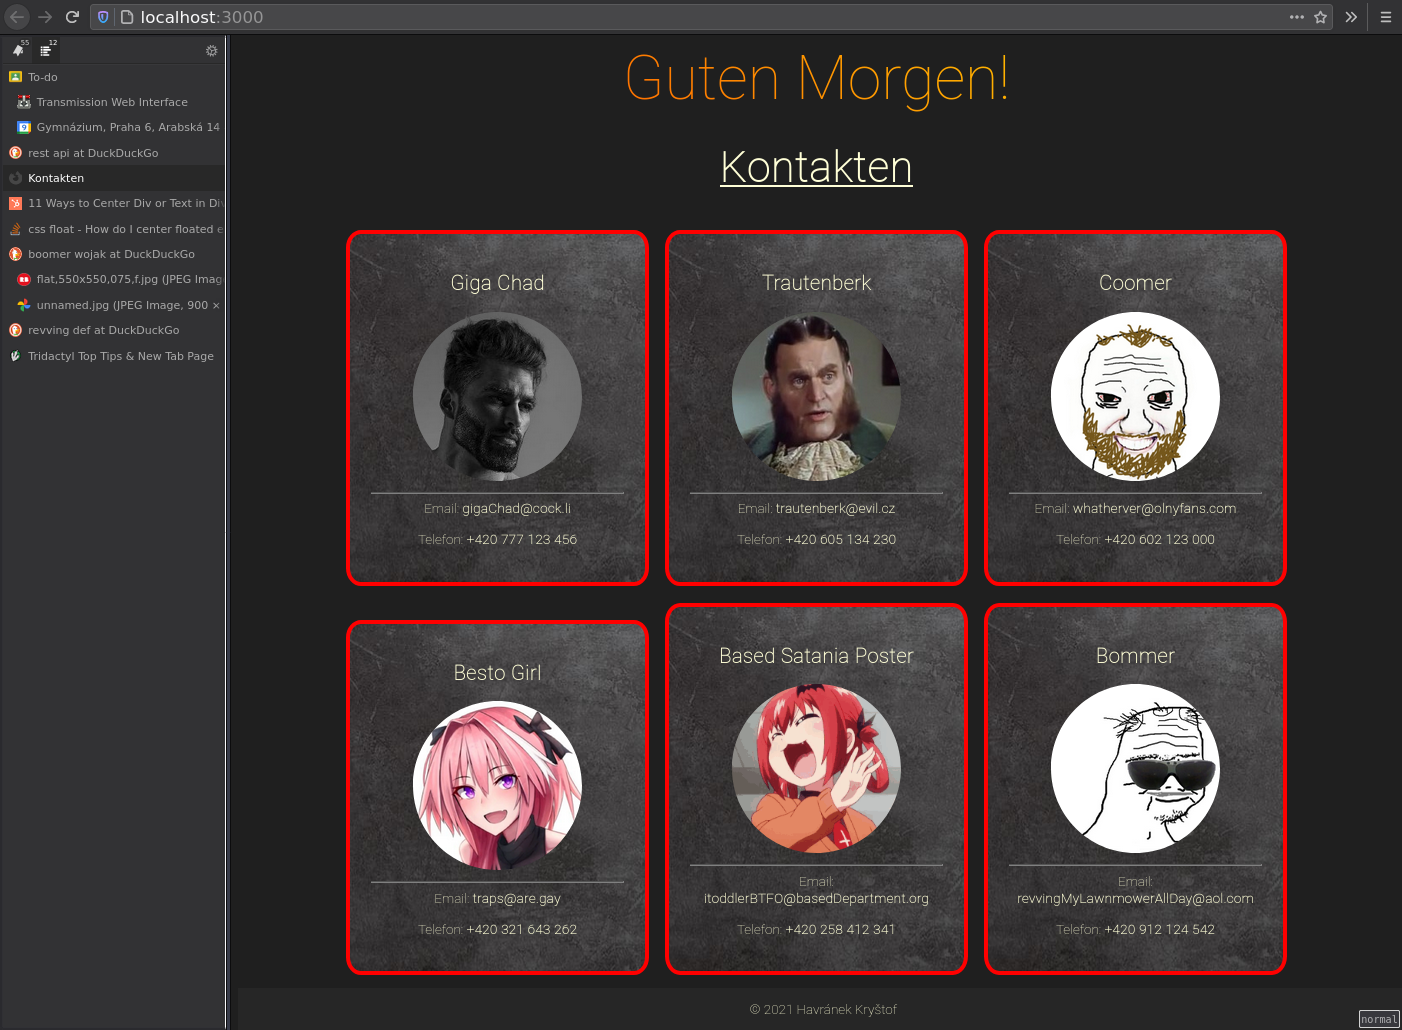 localhost:3000
55
12
To-do
Transmission Web Interface
Gymnázium, Praha 6, Arabská 14
rest api at DuckDuckGo
Kontakten
11 Ways to Center Div or Text in Div
css float - How do I center floated e
boomer wojak at DuckDuckGo
flat,550x550,075,f.jpg (JPEG Imag
unnamed.jpg (JPEG Image, 900 ×
revving def at DuckDuckGo
Tridactyl Top Tips & New Tab Page
Guten Morgen!
Kontakten
Giga Chad
Email: gigaChad@cock.li
Telefon: +420 777 123 456
Trautenberk
Email: trautenberk@evil.cz
Telefon: +420 605 134 230
Coomer
Email: whatherver@olnyfans.com
Telefon: +420 602 123 000
Besto Girl
Email: traps@are.gay
Telefon: +420 321 643 262
Based Satania Poster
Email:
itoddlerBTFO@basedDepartment.org
Telefon: +420 258 412 341
Bommer
Email:
revvingMyLawnmowerAllDay@aol.com
Telefon: +420 912 124 542
© 2021 Havránek Kryštof
normal